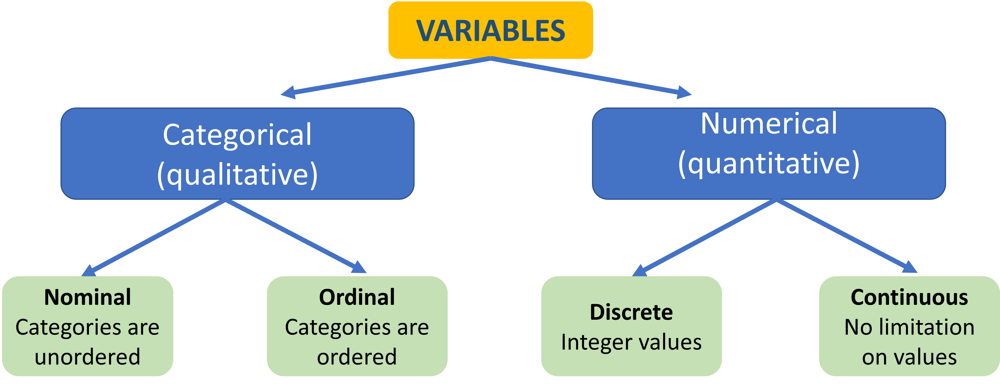 VARIABLES
Categorical
(qualitative)
Numerical
(quantitative)
Nominal
Categories are
unordered
Ordinal
Categories are
ordered
Discrete
Integer values
Continuous
No limitation
on values